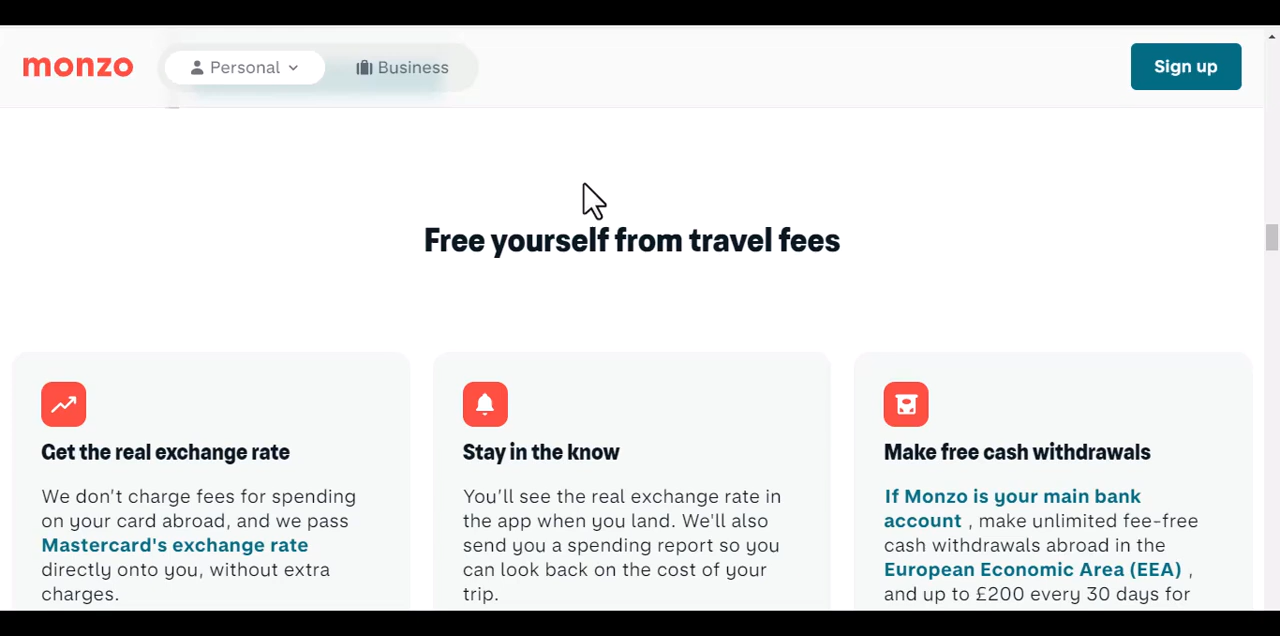 monzo
Personal
Business
Sign up
Free yourself from travel fees
Get the real exchange rate
We don't charge fees for spending
on your card abroad, and we pass
Mastercard's exchange rate
directly onto you, without extra
charges.
Stay in the know
You'll see the real exchange rate in
the app when you land. We'll also
send you a spending report so you
can look back on the cost of your
trip.
Make free cash withdrawals
If Monzo is your main bank
account , make unlimited fee-free
cash withdrawals abroad in the
European Economic Area (EEA) ,
and up to £200 every 30 days for